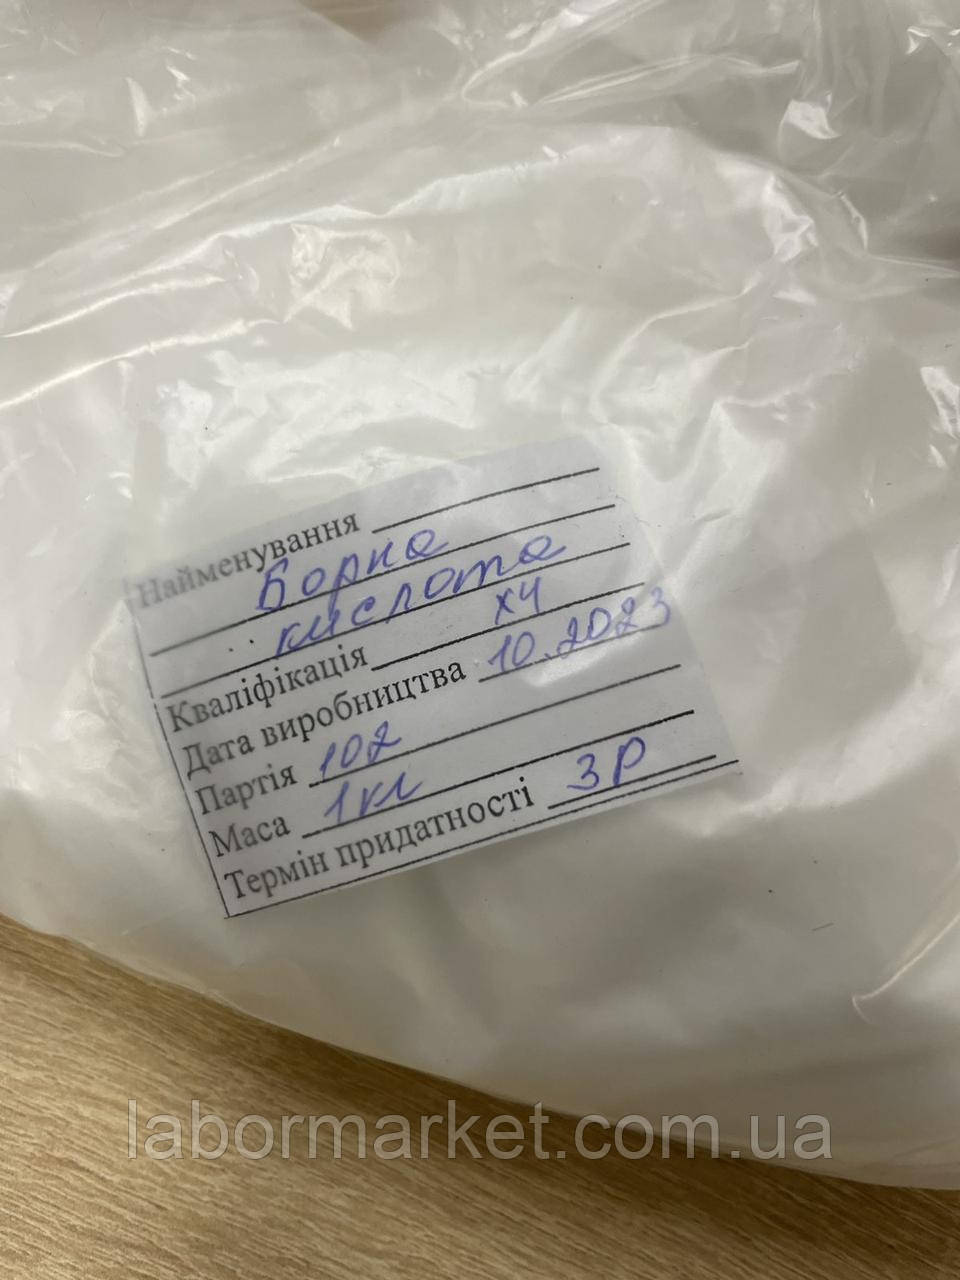 Найменування
Борна
кислота
Кваліфікація ХЧ
Дата виробництва 10.2023
Партія 102
Маса 1кг
Термін придатності 3р
labormarket.com.ua